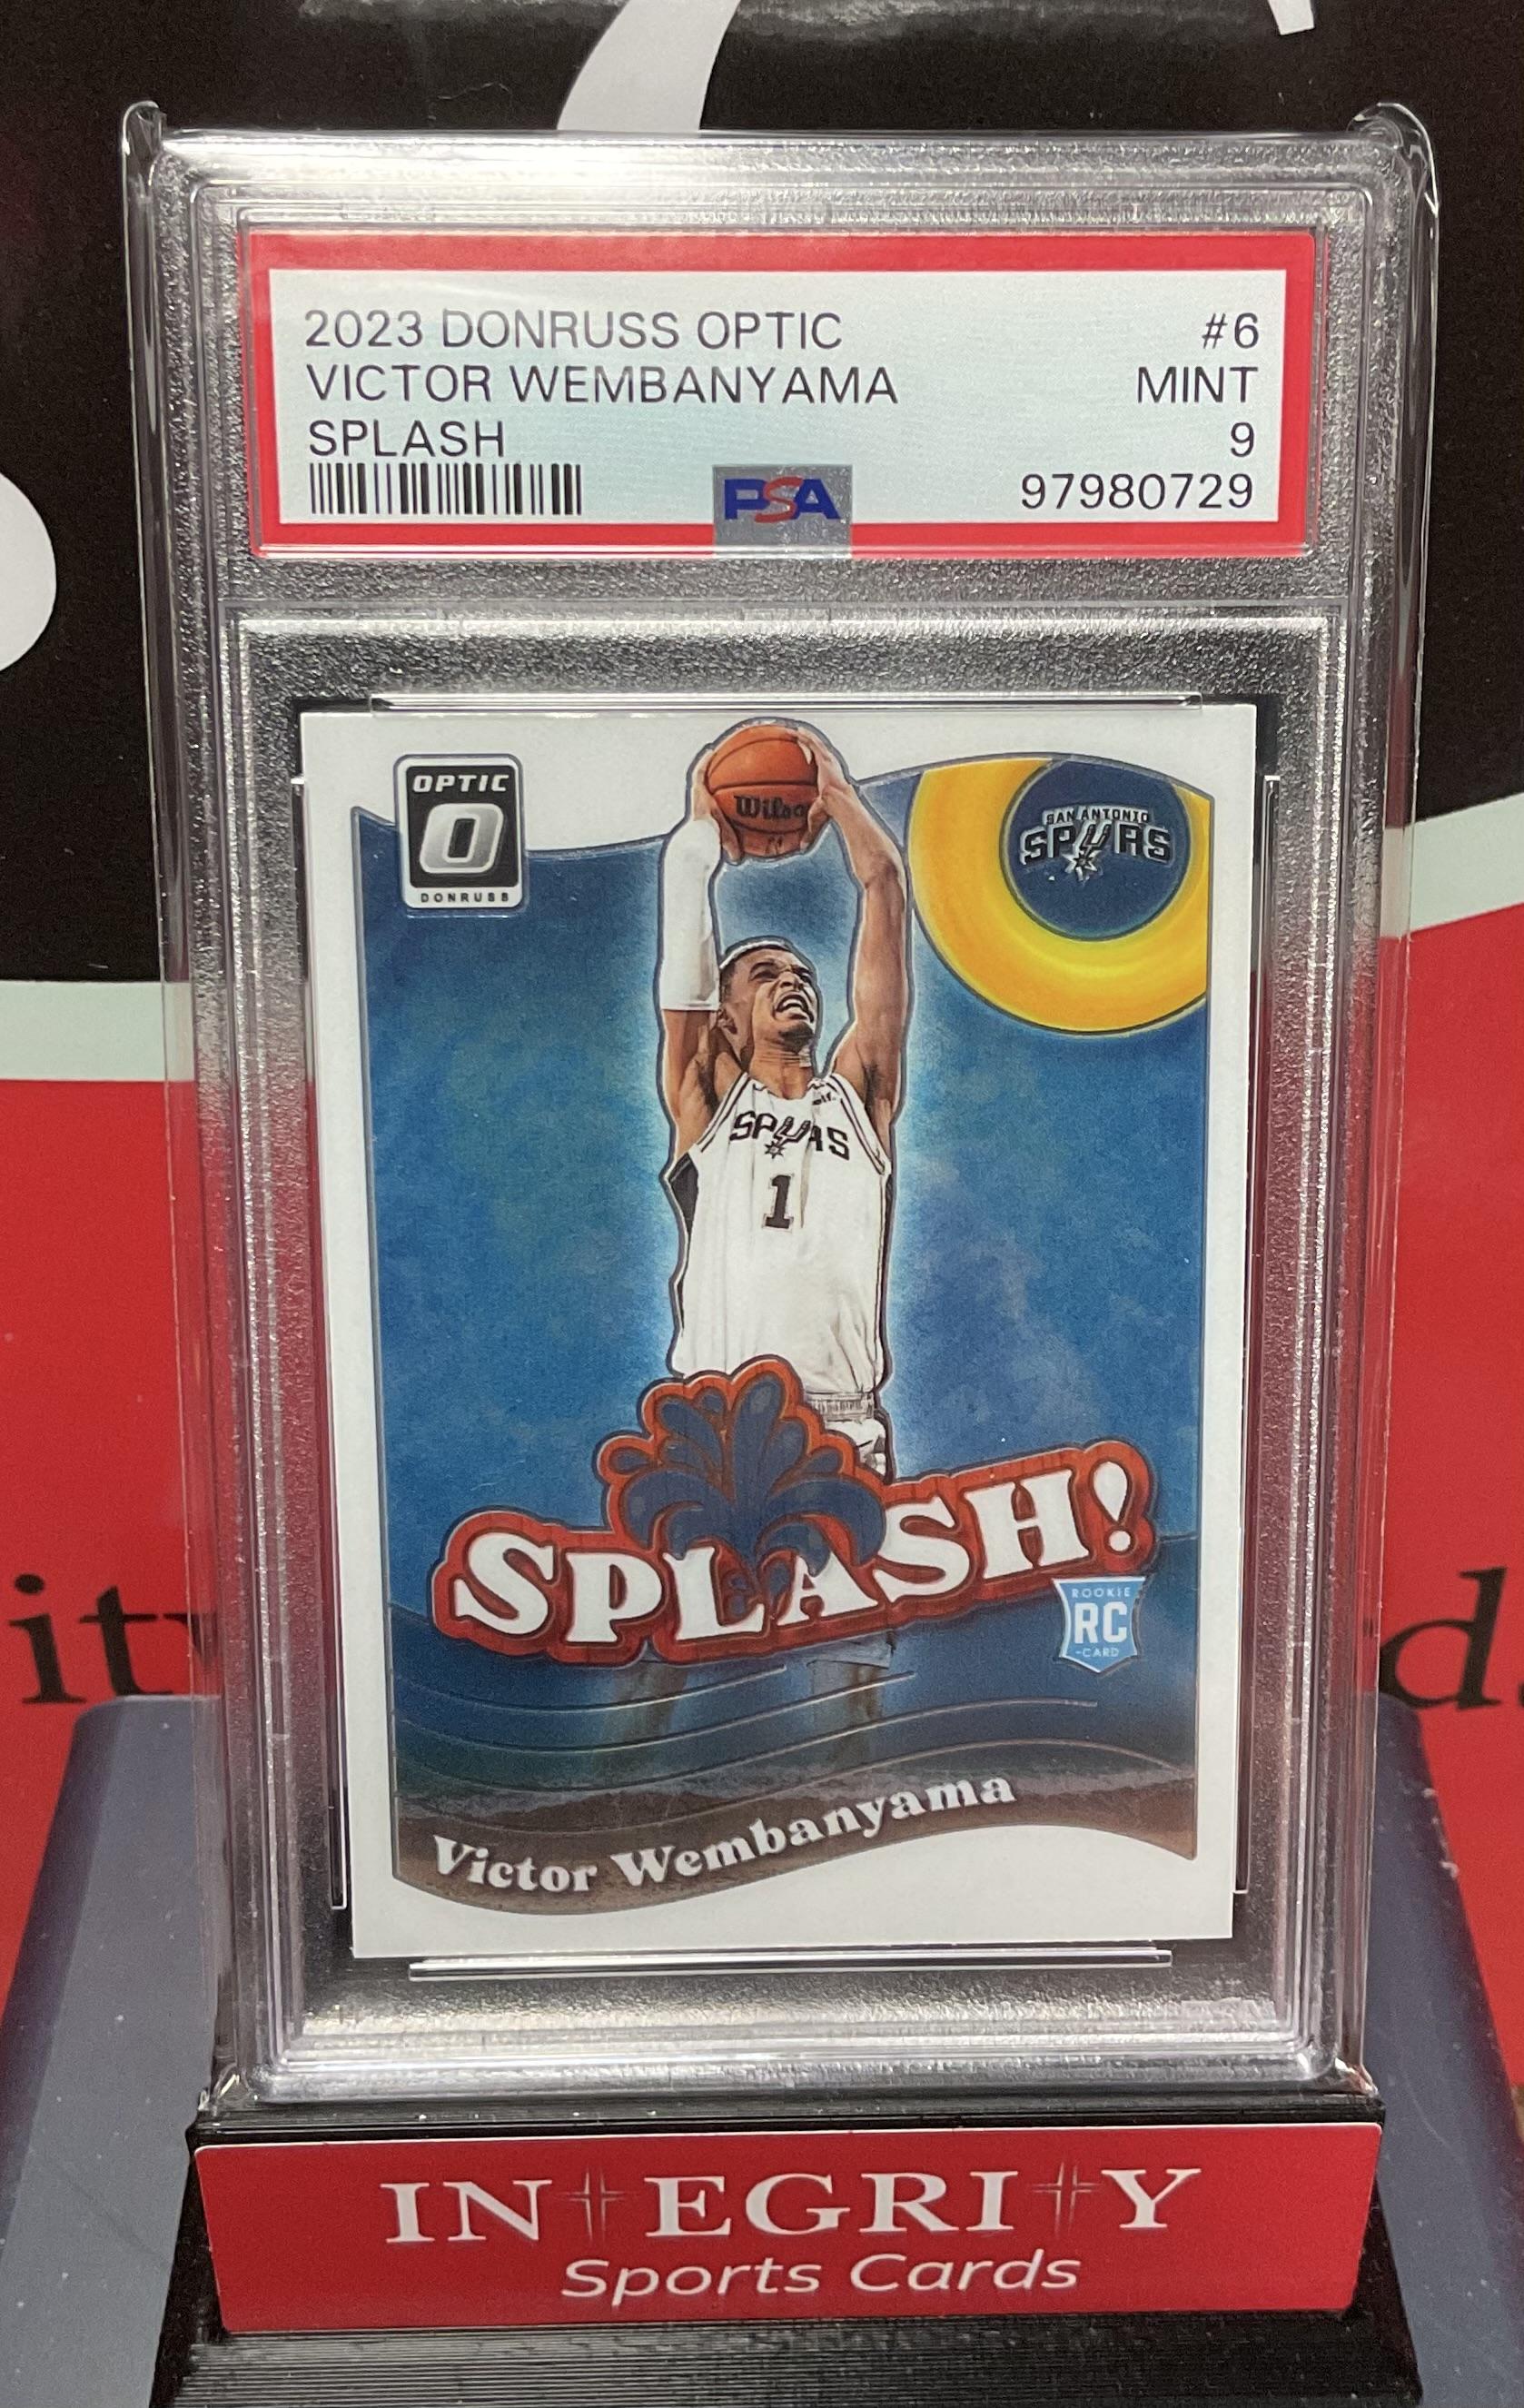 2023 DONRUSS OPTIC #6
VICTOR WEMBANYAMA MINT
SPLASH 9
PSA 97980729
OPTIC
O
DONRUSS
Wilson
SAN ANTONIO
SPURS
SPURS
1
SPLASH!
ROOKIE
RC
CARD
Victor Wembanyama
INTEGRITY
Sports Cards